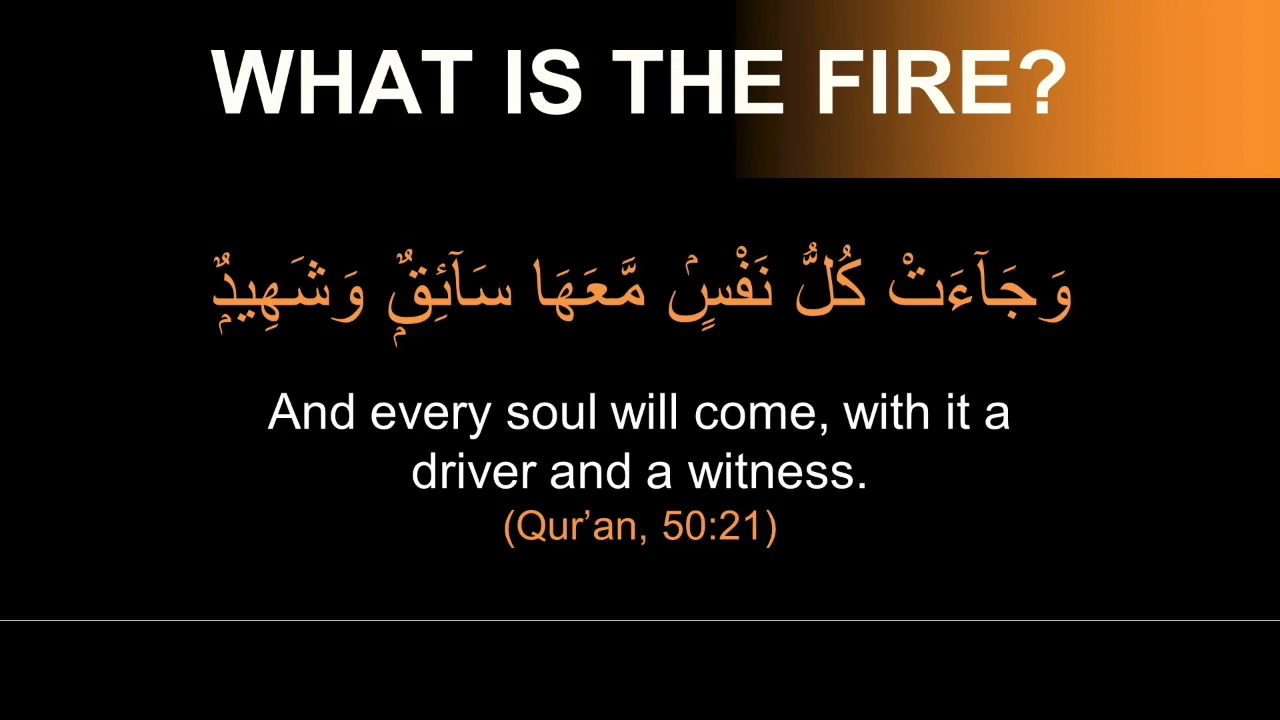 WHAT IS THE FIRE?
وَجَآءَتْ كُلُّ نَفْسٍۢ مَّعَهَا سَآئِقٌۭ وَشَهِيدٌۭ
And every soul will come, with it a
driver and a witness.
(Qur’an, 50:21)